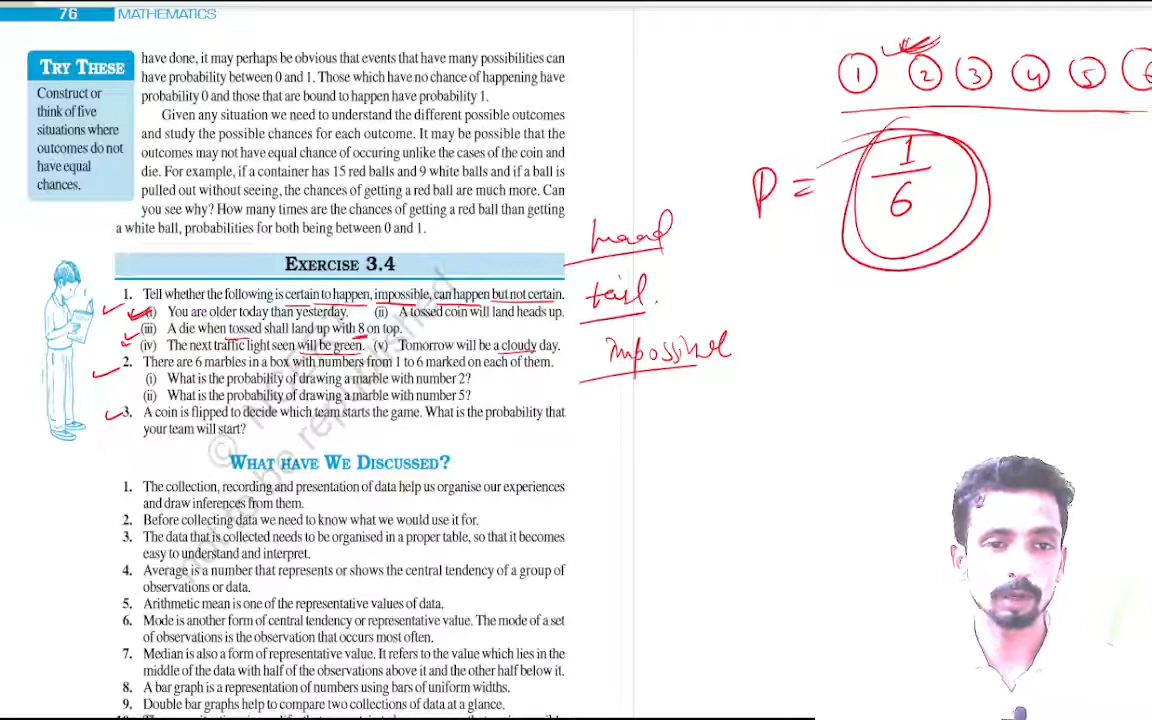 76 MATHEMATICS
TRY THESE
Construct or
think of five
situations where
outcomes do not
have equal
chances.
have done, it may perhaps be obvious that events that have many possibilities can
have probability between 0 and 1. Those which have no chance of happening have
probability 0 and those that are bound to happen have probability 1.
Given any situation we need to understand the different possible outcomes
and study the possible chances for each outcome. It may be possible that the
outcomes may not have equal chance of occuring unlike the cases of the coin and
die. For example, if a container has 15 red balls and 9 white balls and if a ball is
pulled out without seeing, the chances of getting a red ball are much more. Can
you see why? How many times are the chances of getting a red ball than getting
a white ball, probabilities for both being between 0 and 1.
EXERCISE 3.4
1. Tell whether the following is certain to happen, impossible, can happen but not certain.
(i) You are older today than yesterday. (ii) A tossed coin will land heads up.
(iii) A die when tossed shall land up with 8 on top.
(iv) The next traffic light seen will be green. (v) Tomorrow will be a cloudy day.
2. There are 6 marbles in a box with numbers from 1 to 6 marked on each of them.
(i) What is the probability of drawing a marble with number 2?
(ii) What is the probability of drawing a marble with number 5?
3. A coin is flipped to decide which team starts the game. What is the probability that
your team will start?
WHAT HAVE WE DISCUSSED?
1. The collection, recording and presentation of data help us organise our experiences
and draw inferences from them.
2. Before collecting data we need to know what we would use it for.
3. The data that is collected needs to be organised in a proper table, so that it becomes
easy to understand and interpret.
4. Average is a number that represents or shows the central tendency of a group of
observations or data.
5. Arithmetic mean is one of the representative values of data.
6. Mode is another form of central tendency or representative value. The mode of a set
of observations is the observation that occurs most often.
7. Median is also a form of representative value. It refers to the value which lies in the
middle of the data with half of the observations above it and the other half below it.
8. A bar graph is a representation of numbers using bars of uniform widths.
9. Double bar graphs help to compare two collections of data at a glance.
© NCERT
not to be republished
1 2 3 4 5 6
P = 1/6
head
tail.
impossible